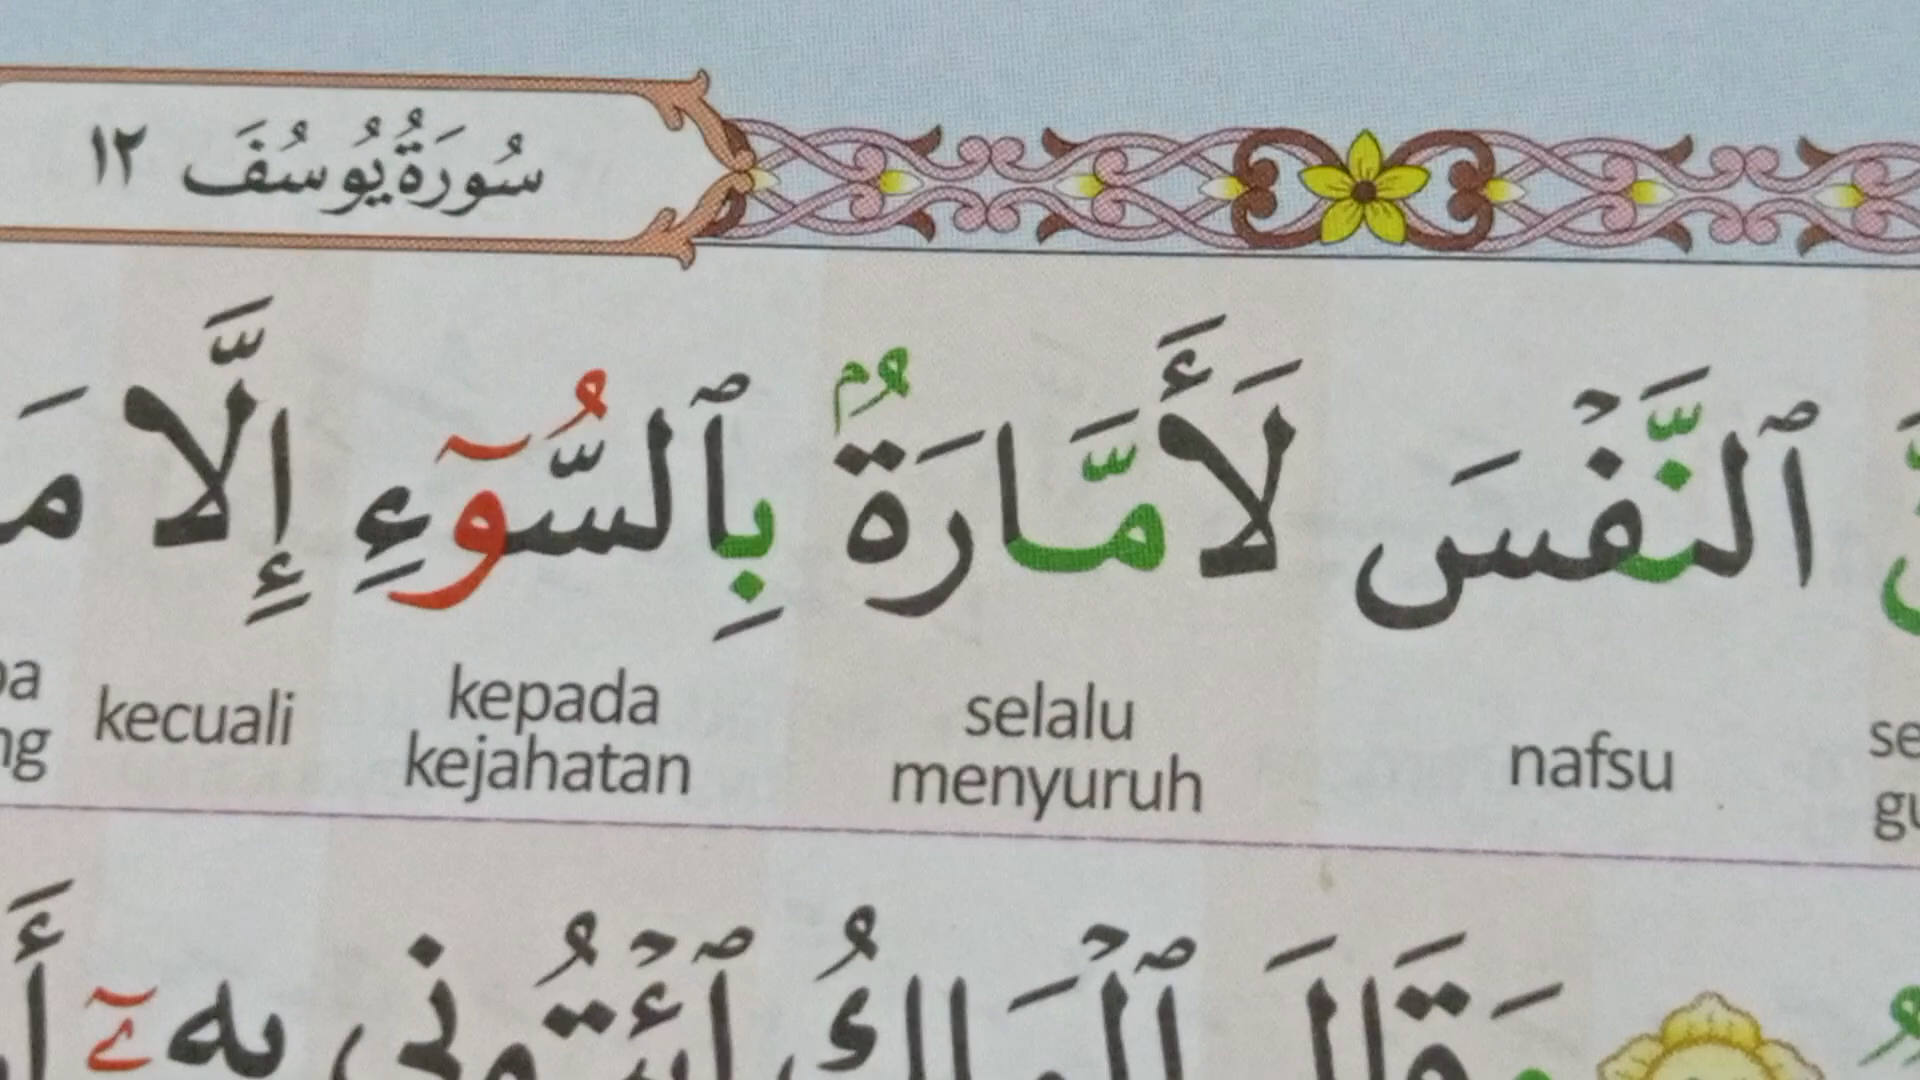 سُورَةُ يُوسُفَ ١٢
ٱلنَّفۡسَ لَأَمَّارَةُۢ بِٱلسُّوٓءِ إِلَّا
nafsu selalu menyuruh kepada kejahatan kecuali
وَقَالَ ٱلۡمَلِكُ ٱئۡتُونِي بِهِۦٓ